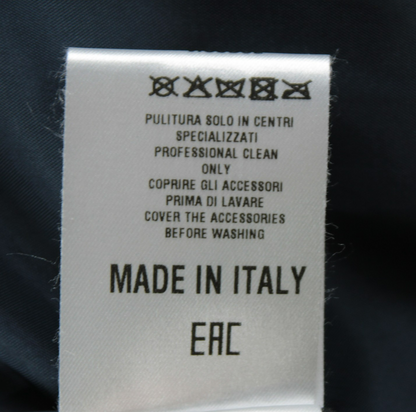 PULITURA SOLO IN CENTRI
SPECIALIZZATI
PROFESSIONAL CLEAN
ONLY
COPRIRE GLI ACCESSORI
PRIMA DI LAVARE
COVER THE ACCESSORIES
BEFORE WASHING
MADE IN ITALY
EAC